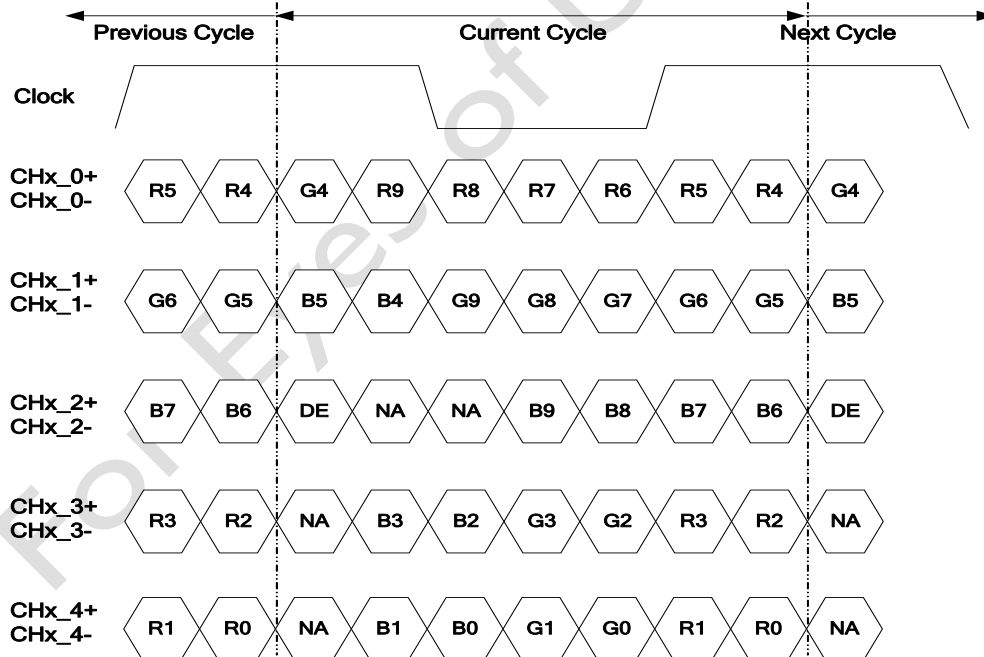 Previous Cycle Current Cycle Next Cycle
Clock
CHx_0+
CHx_0-
R5 R4 G4 R9 R8 R7 R6 R5 R4 G4
CHx_1+
CHx_1-
G6 G5 B5 B4 G9 G8 G7 G6 G5 B5
CHx_2+
CHx_2-
B7 B6 DE NA NA B9 B8 B7 B6 DE
CHx_3+
CHx_3-
R3 R2 NA B3 B2 G3 G2 R3 R2 NA
CHx_4+
CHx_4-
R1 R0 NA B1 B0 G1 G0 R1 R0 NA
For Eyes of